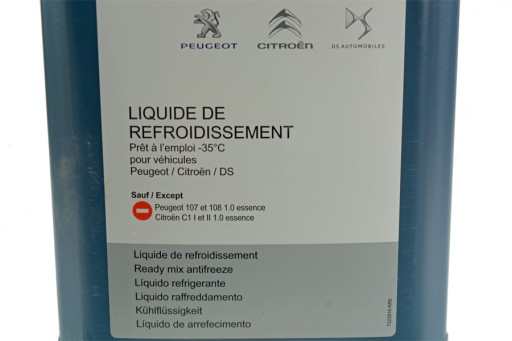 PEUGEOT CITROËN DS AUTOMOBILES
LIQUIDE DE
REFROIDISSEMENT
Prêt à l'emploi -35°C
pour véhicules
Peugeot / Citroën / DS
Sauf / Except
Peugeot 107 et 108 1.0 essence
Citroën C1 I et II 1.0 essence
Liquide de refroidissement
Ready mix antifreeze
Líquido refrigerante
Liquido raffreddamento
Kühlflüssigkeit
Líquido de arrefecimento